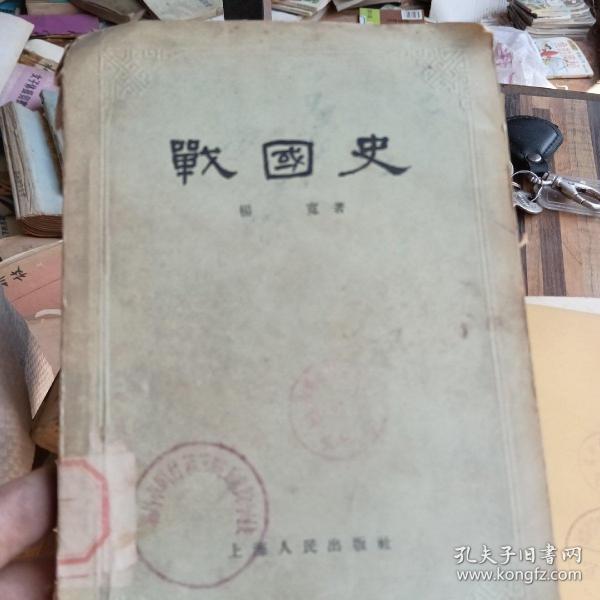 戰國史
楊 寬著
上海人民出版社
孔夫子旧书网
www.kongfz.com